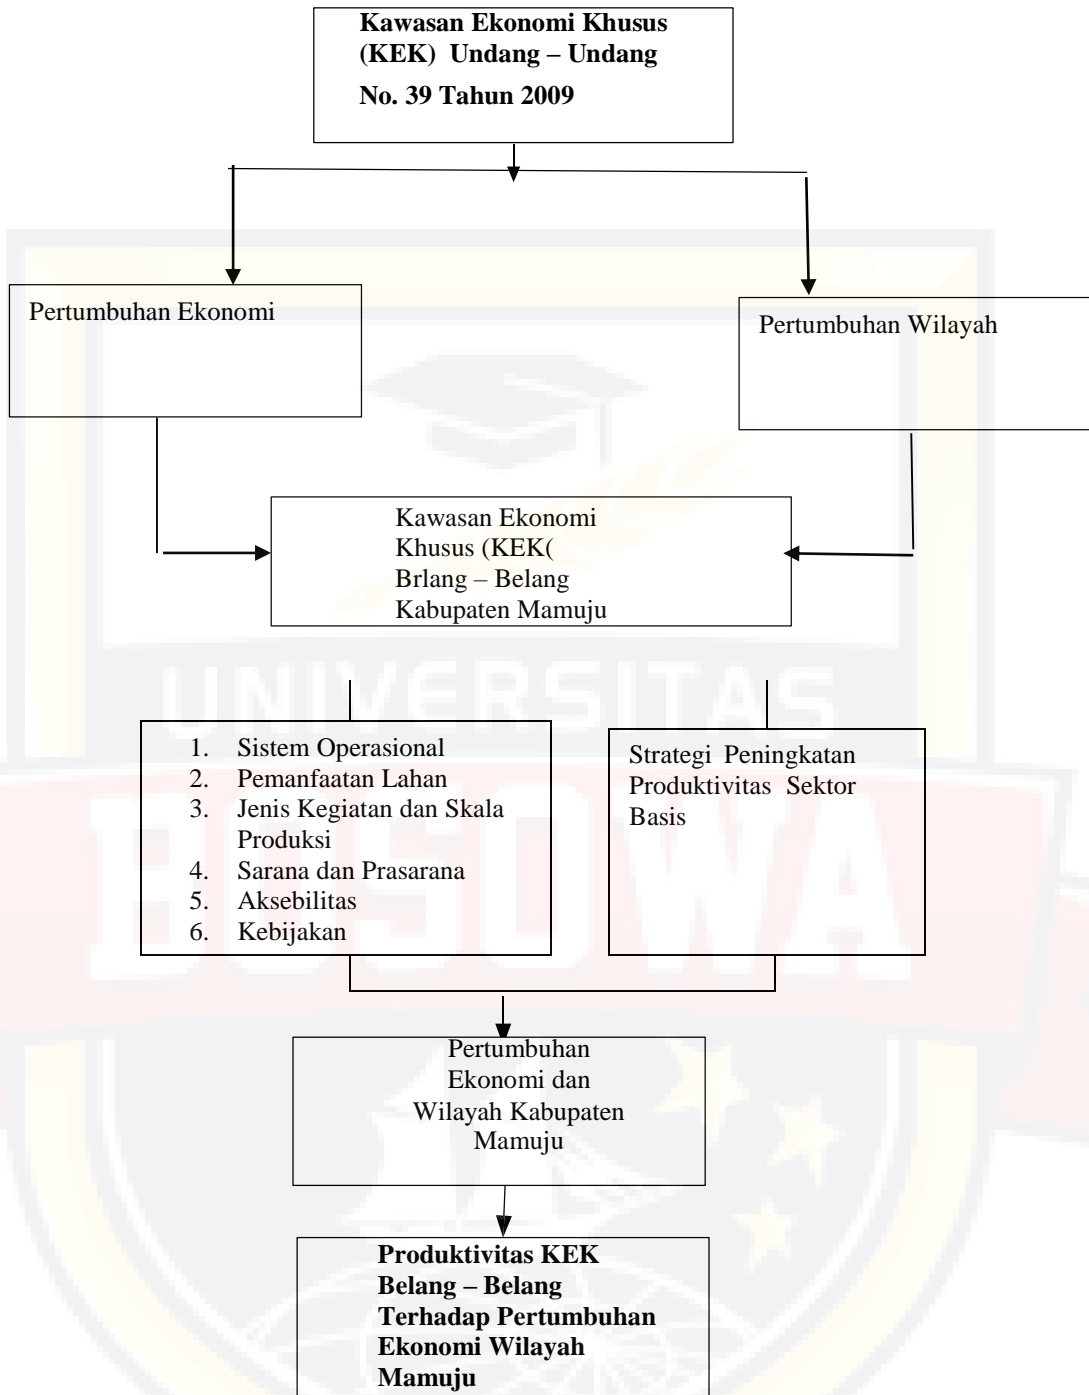 Kawasan Ekonomi Khusus
(KEK) Undang – Undang
No. 39 Tahun 2009
Pertumbuhan Ekonomi
Pertumbuhan Wilayah
Kawasan Ekonomi
Khusus (KEK(
Brlang – Belang
Kabupaten Mamuju
UNIVERSITAS
BOSOWA
1. Sistem Operasional
2. Pemanfaatan Lahan
3. Jenis Kegiatan dan Skala
Produksi
4. Sarana dan Prasarana
5. Aksebilitas
6. Kebijakan
Strategi Peningkatan
Produktivitas Sektor
Basis
Pertumbuhan
Ekonomi dan
Wilayah Kabupaten
Mamuju
Produktivitas KEK
Belang – Belang
Terhadap Pertumbuhan
Ekonomi Wilayah
Mamuju